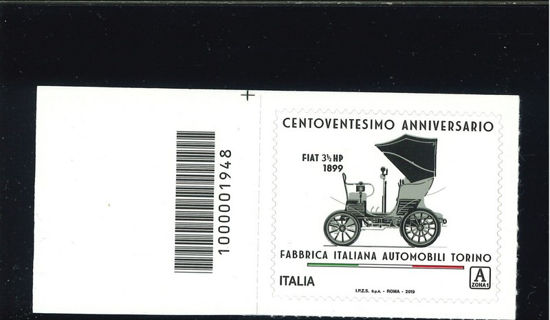 1000001948
CENTOVENTESIMO ANNIVERSARIO
FIAT 3½ HP
1899
FABBRICA ITALIANA AUTOMOBILI TORINO
ITALIA
I.P.Z.S. S.p.A. - ROMA - 2019
A
ZONA 1